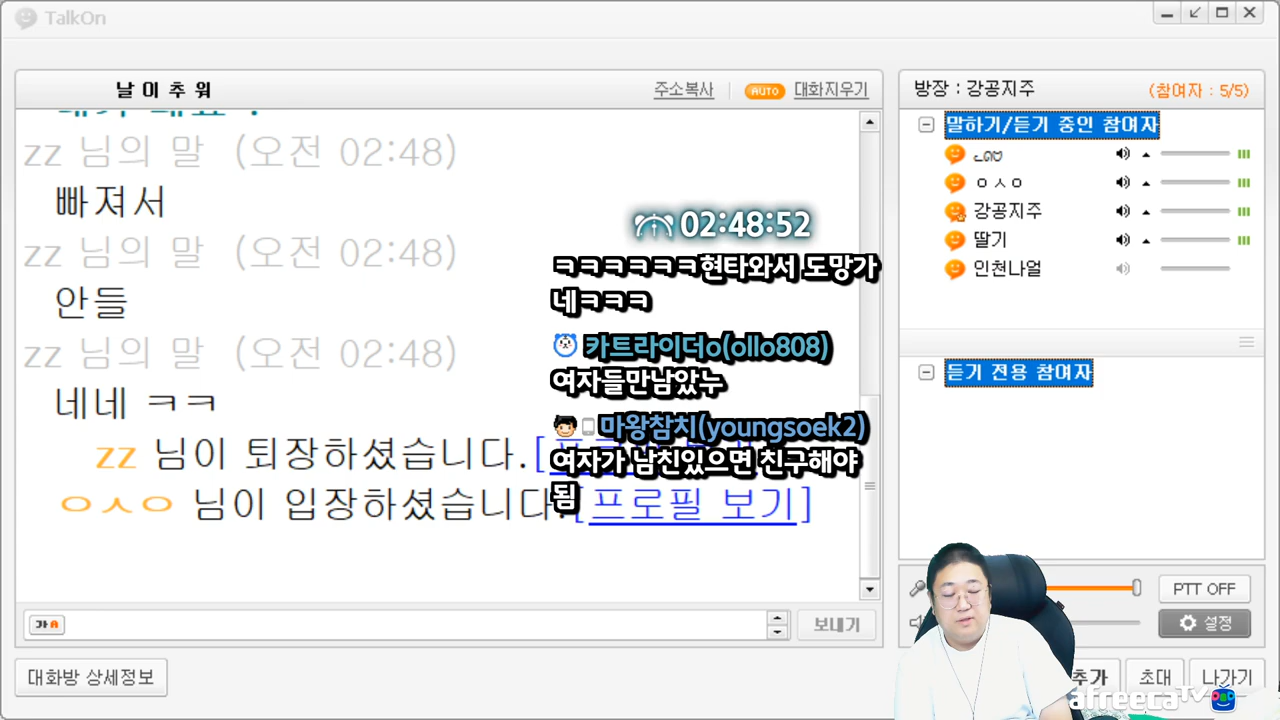 TalkOn
날 이 추 워
주소복사
AUTO
대화지우기
zz 님의 말 (오전 02:48)
빠져서
zz 님의 말 (오전 02:48)
안들
zz 님의 말 (오전 02:48)
네네 ㅋㅋ
zz 님이 퇴장하셨습니다.[
ㅇㅅㅇ 님이 입장하셨습니다.[프로필 보기]
02:48:52
ㅋㅋㅋㅋㅋㅋ현타와서 도망가
네ㅋㅋㅋ
카트라이더o(ollo808)
여자들만남았누
마왕참치(youngsoek2)
여자가 남친있으면 친구해야
됨
가A
보내기
대화방 상세정보
방장 : 강공지주
(참여자 : 5/5)
말하기/듣기 중인 참여자
ㅇㅅㅇ
강공지주
딸기
인천나얼
듣기 전용 참여자
PTT OFF
설정
추가
초대
나가기
afreecaTV